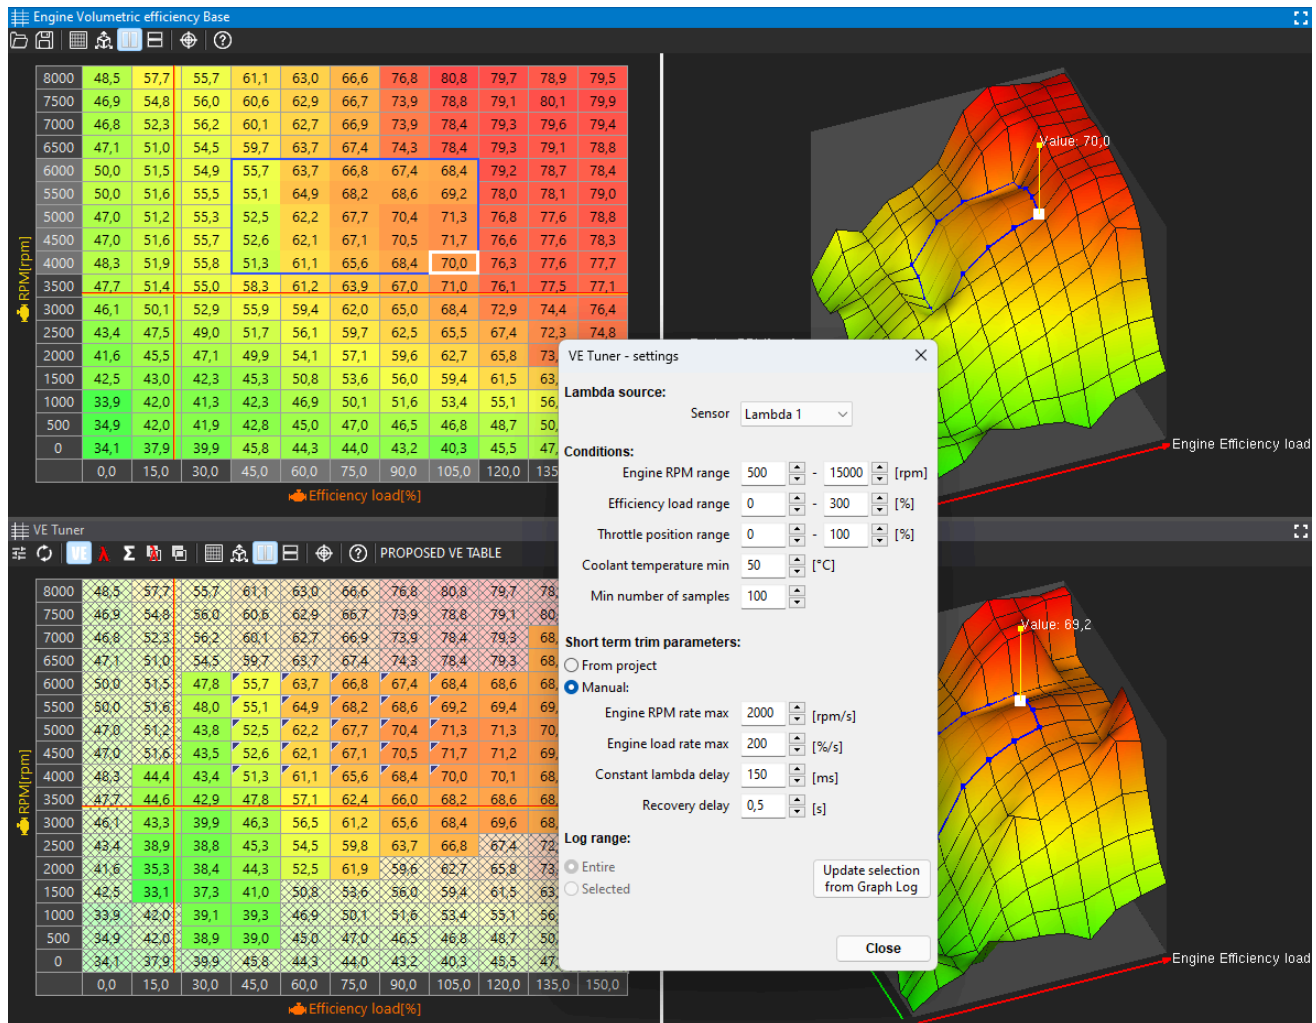 Engine Volumetric efficiency Base
8000 48,5 57,7 55,7 61,1 63,0 66,6 76,8 80,8 79,7 78,9 79,5
7500 46,9 54,8 56,0 60,6 62,9 66,7 73,9 78,8 79,1 80,1 79,9
7000 46,8 52,3 56,2 60,1 62,7 66,9 73,9 78,4 79,3 79,6 79,4
6500 47,1 51,0 54,5 59,7 63,7 67,4 74,3 78,4 79,3 79,1 78,8
6000 50,0 51,5 54,9 55,7 63,7 66,8 67,4 68,4 79,2 78,7 78,4
5500 50,0 51,6 55,5 55,1 64,9 68,2 68,6 69,2 78,0 78,1 79,0
5000 47,0 51,2 55,3 52,5 62,2 67,7 70,4 71,3 76,8 77,6 78,8
4500 47,0 51,6 55,7 52,6 62,1 67,1 70,5 71,7 76,6 77,6 78,3
4000 48,3 51,9 55,8 51,3 61,1 65,6 68,4 70,0 76,3 77,6 77,7
3500 47,7 51,4 55,0 58,3 61,2 63,9 67,0 71,0 76,1 77,5 77,1
3000 46,1 50,1 52,9 55,9 59,4 62,0 65,0 68,4 72,9 74,4 76,4
2500 43,4 47,5 49,0 51,7 56,1 59,7 62,5 65,5 67,4 72,3 74,8
2000 41,6 45,5 47,1 49,9 54,1 57,1 59,6 62,7 65,8 73,
1500 42,5 43,0 42,3 45,3 50,8 53,6 56,0 59,4 61,5 63,
1000 33,9 42,0 41,3 42,3 46,9 50,1 51,6 53,4 55,1 56,
500 34,9 42,0 41,9 42,8 45,0 47,0 46,5 46,8 48,7 50,
0 34,1 37,9 39,9 45,8 44,3 44,0 43,2 40,3 45,5 47,
0,0 15,0 30,0 45,0 60,0 75,0 90,0 105,0 120,0 135
RPM[rpm]
Efficiency load[%]
Value: 70,0
Engine Efficiency load
VE Tuner
VE λ Σ PROPOSED VE TABLE
8000 48,5 57,7 55,7 61,1 63,0 66,6 76,8 80,8 79,7 78,
7500 46,9 54,8 56,0 60,6 62,9 66,7 73,9 78,8 79,1 80,
7000 46,8 52,3 56,2 60,1 62,7 66,9 73,9 78,4 79,3 68,
6500 47,1 51,0 54,5 59,7 63,7 67,4 74,3 78,4 79,3 68,
6000 50,0 51,5 47,8 55,7 63,7 66,8 67,4 68,4 68,6 68,
5500 50,0 51,6 48,0 55,1 64,9 68,2 68,6 69,2 69,4 69,
5000 47,0 51,2 43,8 52,5 62,2 67,7 70,4 71,3 71,3 70,
4500 47,0 51,6 43,5 52,6 62,1 67,1 70,5 71,7 71,2 69,
4000 48,3 44,4 43,4 51,3 61,1 65,6 68,4 70,0 70,1 68,
3500 47,7 44,6 42,9 47,8 57,1 62,4 66,0 68,2 68,6 68,
3000 46,1 43,3 39,9 46,3 56,5 61,2 65,6 68,4 69,6 68,
2500 43,4 38,9 38,8 45,3 54,5 59,8 63,7 66,8 67,4 72,
2000 41,6 35,3 38,4 44,3 52,5 61,9 59,6 62,7 65,8 73,
1500 42,5 33,1 37,3 41,0 50,8 53,6 56,0 59,4 61,5 63,
1000 33,9 42,0 39,1 39,3 46,9 50,1 51,6 53,4 55,1 56,
500 34,9 42,0 38,9 39,0 45,0 47,0 46,5 46,8 48,7 50,
0 34,1 37,9 39,9 45,8 44,3 44,0 43,2 40,3 45,5 47,
0,0 15,0 30,0 45,0 60,0 75,0 90,0 105,0 120,0 135,0 150,0
RPM[rpm]
Efficiency load[%]
Value: 69,2
Engine Efficiency load
VE Tuner - settings
Lambda source:
Sensor Lambda 1
Conditions:
Engine RPM range 500 - 15000 [rpm]
Efficiency load range 0 - 300 [%]
Throttle position range 0 - 100 [%]
Coolant temperature min 50 [°C]
Min number of samples 100
Short term trim parameters:
From project
Manual:
Engine RPM rate max 2000 [rpm/s]
Engine load rate max 200 [%/s]
Constant lambda delay 150 [ms]
Recovery delay 0,5 [s]
Log range:
Entire
Selected
Update selection
from Graph Log
Close